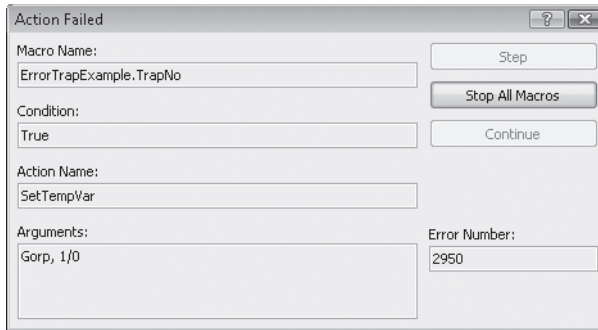 Action Failed
Macro Name:
ErrorTrapExample.TrapNo
Condition:
True
Action Name:
SetTempVar
Arguments:
Gorp, 1/0
Step
Stop All Macros
Continue
Error Number:
2950